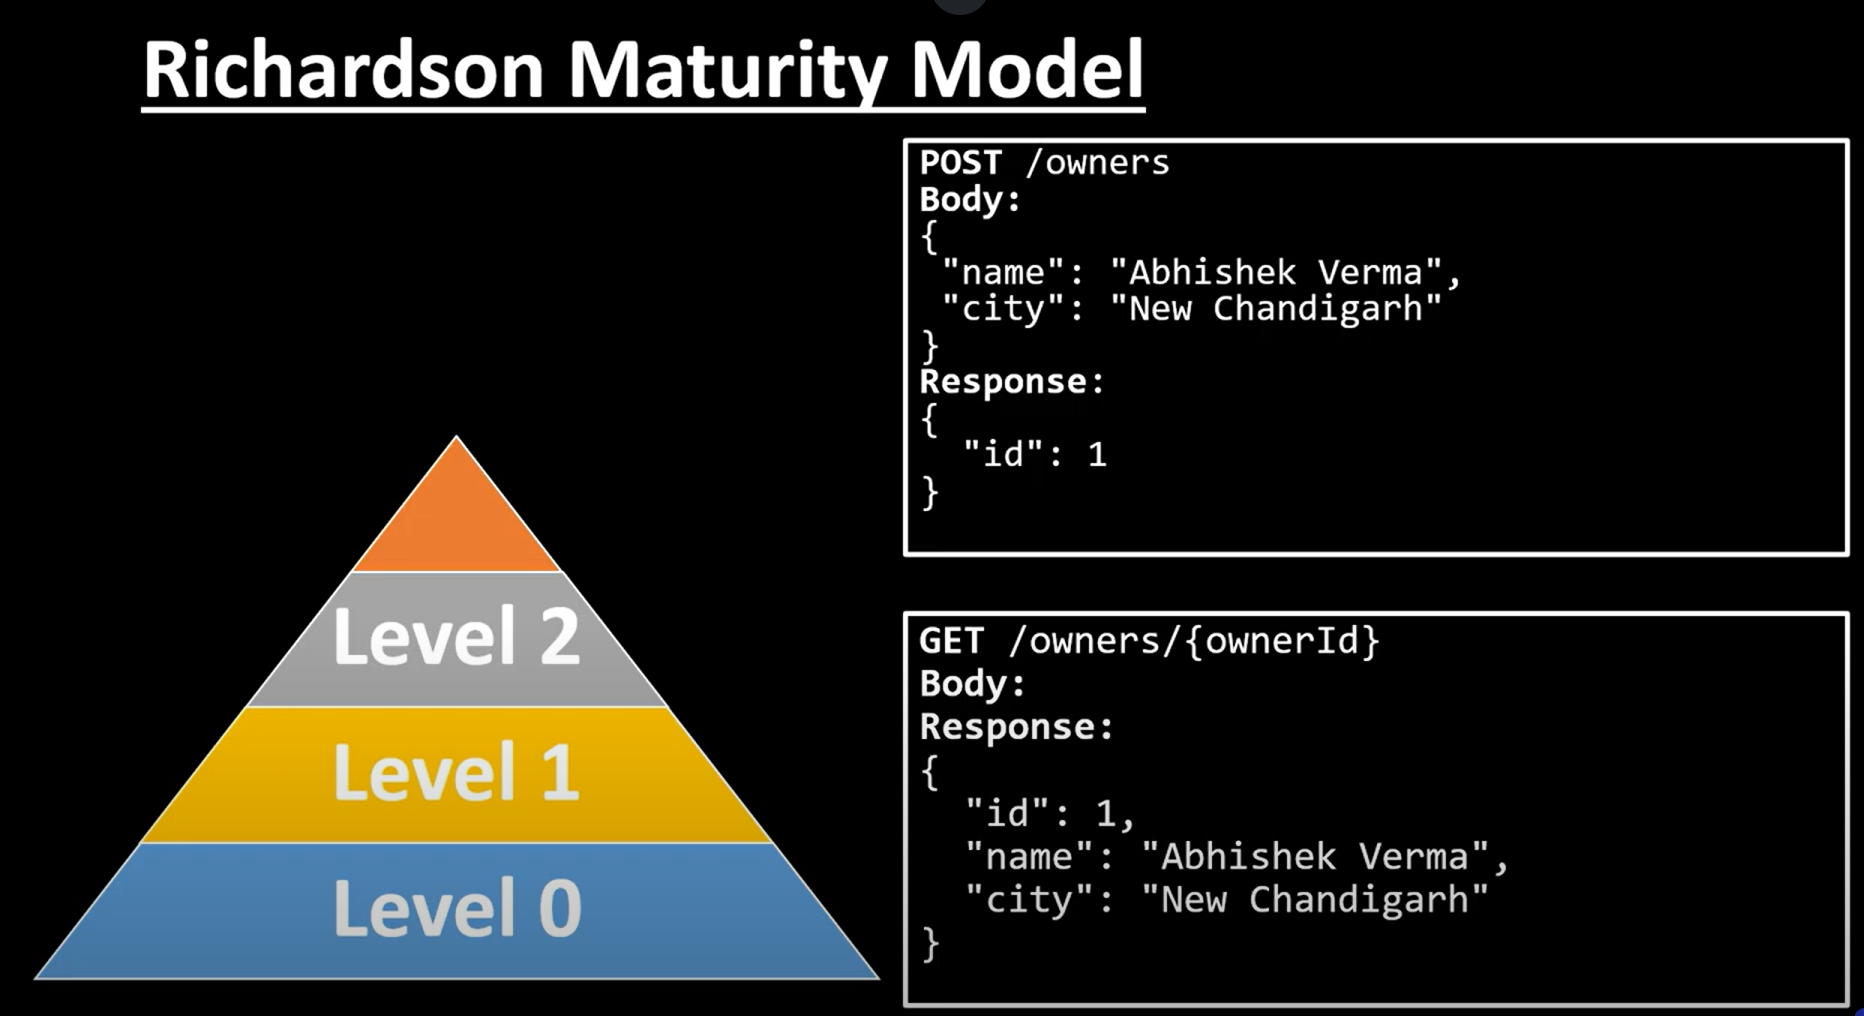 Richardson Maturity Model
Level 2
Level 1
Level 0
POST /owners
Body:
{
 "name": "Abhishek Verma",
 "city": "New Chandigarh"
}
Response:
{
  "id": 1
}
GET /owners/{ownerId}
Body:
Response:
{
  "id": 1,
  "name": "Abhishek Verma",
  "city": "New Chandigarh"
}